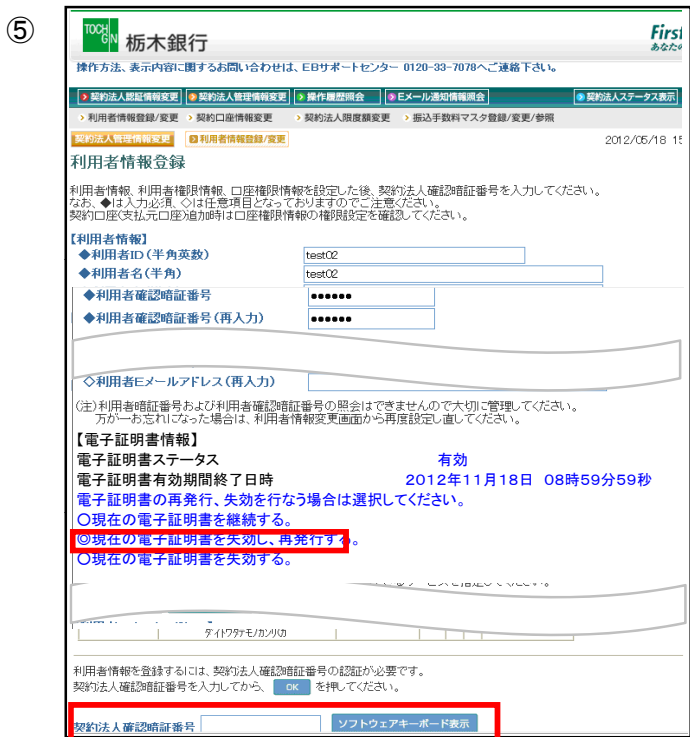 ⑤
TOCHGIN 栃木銀行
First
あなたの
操作方法、表示内容に関するお問い合わせは、EBサポートセンター 0120-33-7078へご連絡下さい。
契約法人認証情報変更 契約法人管理情報変更 操作履歴照会 Eメール通知情報照会 契約法人ステータス表示
利用者情報登録/変更 契約口座情報変更 契約法人限度額変更 振込手数料マスタ登録/変更/参照
契約法人管理情報変更 利用者情報登録/変更 2012/05/18 15
利用者情報登録
利用者情報、利用者権限情報、口座権限情報を設定した後、契約法人確認暗証番号を入力してください。
なお、◆は入力必須、◇は任意項目となっておりますのでご注意ください。
契約口座(支払元口座)追加時は口座権限情報の権限設定を確認してください。
【利用者情報】
◆利用者ID(半角英数) test02
◆利用者名(半角) test02
◆利用者確認暗証番号 ●●●●●●
◆利用者確認暗証番号(再入力) ●●●●●●
◇利用者Eメールアドレス(再入力)
(注)利用者暗証番号および利用者確認暗証番号の照会はできませんので大切に管理してください。
万が一お忘れになった場合は、利用者情報変更画面から再度設定し直してください。
【電子証明書情報】
電子証明書ステータス 有効
電子証明書有効期間終了日時 2012年11月18日 08時59分59秒
電子証明書の再発行、失効を行なう場合は選択してください。
○現在の電子証明書を継続する。
◎現在の電子証明書を失効し、再発行する。
○現在の電子証明書を失効する。
ダイトワタテモノカンリカ
利用者情報を登録するには、契約法人確認暗証番号の認証が必要です。
契約法人確認暗証番号を入力してから、 OK を押してください。
契約法人確認暗証番号 ソフトウェアキーボード表示